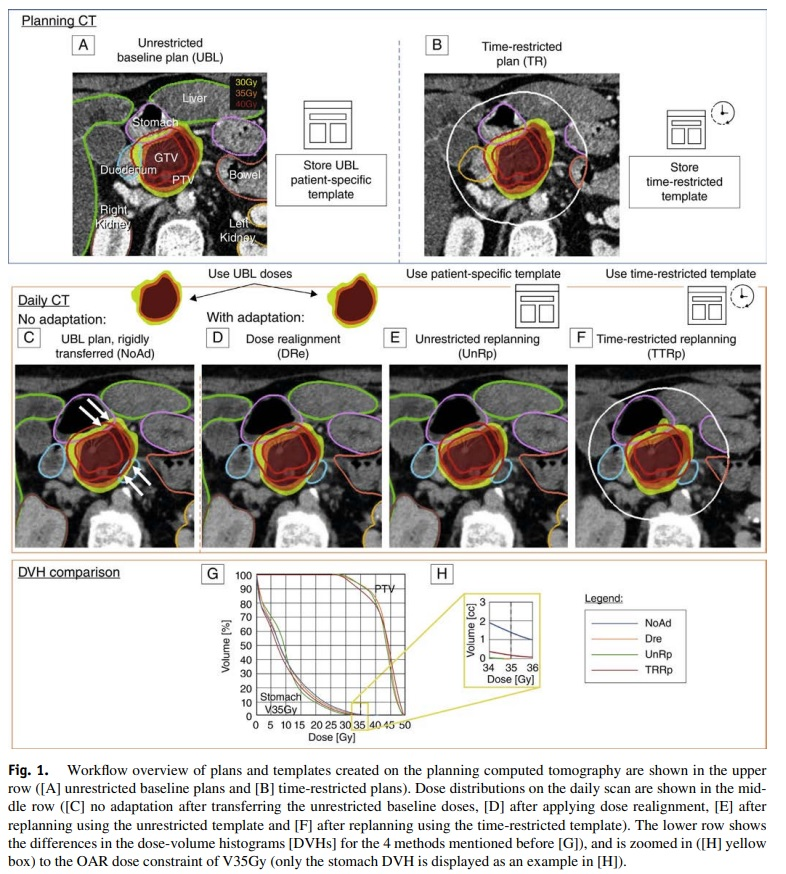 Planning CT
A
Unrestricted
baseline plan (UBL)
30Gy
35Gy
40Gy
Liver
Stomach
GTV
Duodenum
PTV
Bowel
Right
Kidney
Left
Kidney
Store UBL
patient-specific
template
B
Time-restricted
plan (TR)
Store
time-restricted
template
Use UBL doses
Use patient-specific template
Use time-restricted template
Daily CT
No adaptation:
With adaptation:
C
UBL plan, rigidly
transferred (NoAd)
D
Dose realignment
(DRe)
E
Unrestricted replanning
(UnRp)
F
Time-restricted replanning
(TTRp)
DVH comparison
G
100
90
80
70
60
50
40
30
20
10
0
Volume [%]
PTV
Stomach
V35Gy
0 5 10 15 20 25 30 35 40 45 50
Dose [Gy]
H
3
2
1
0
Volume [cc]
34 35 36
Dose [Gy]
Legend:
NoAd
Dre
UnRp
TRRp
Fig. 1. Workflow overview of plans and templates created on the planning computed tomography are shown in the upper
row ([A] unrestricted baseline plans and [B] time-restricted plans). Dose distributions on the daily scan are shown in the mid-
dle row ([C] no adaptation after transferring the unrestricted baseline doses, [D] after applying dose realignment, [E] after
replanning using the unrestricted template and [F] after replanning using the time-restricted template). The lower row shows
the differences in the dose-volume histograms [DVHs] for the 4 methods mentioned before [G]), and is zoomed in ([H] yellow
box) to the OAR dose constraint of V35Gy (only the stomach DVH is displayed as an example in [H]).